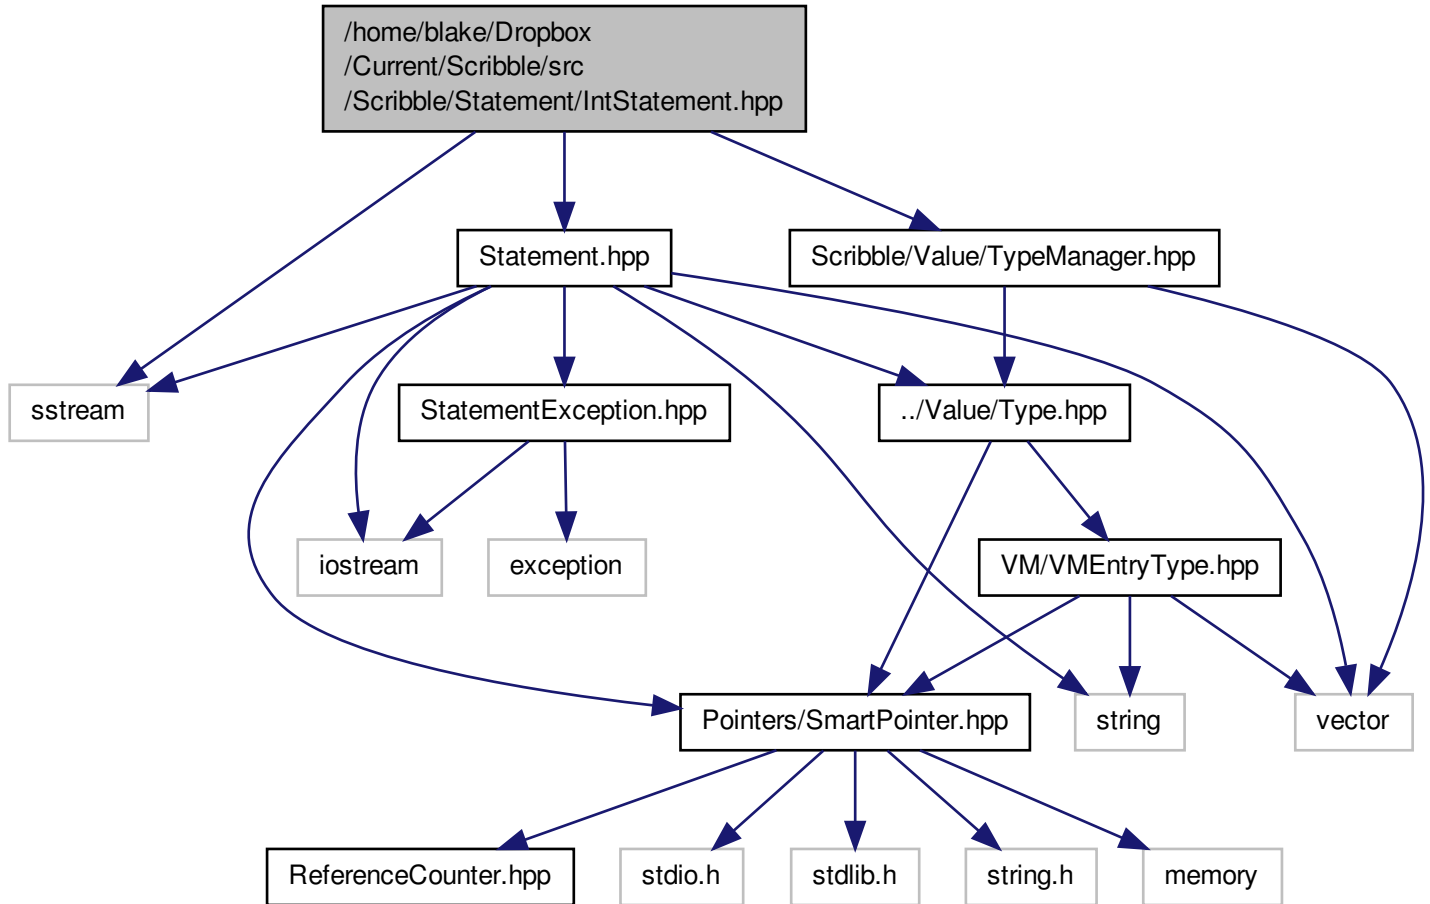 /home/blake/Dropbox
/Current/Scribble/src
/Scribble/Statement/IntStatement.hpp
Statement.hpp
Scribble/Value/TypeManager.hpp
sstream
StatementException.hpp
../Value/Type.hpp
iostream
exception
VM/VMEntryType.hpp
Pointers/SmartPointer.hpp
string
vector
ReferenceCounter.hpp
stdio.h
stdlib.h
string.h
memory